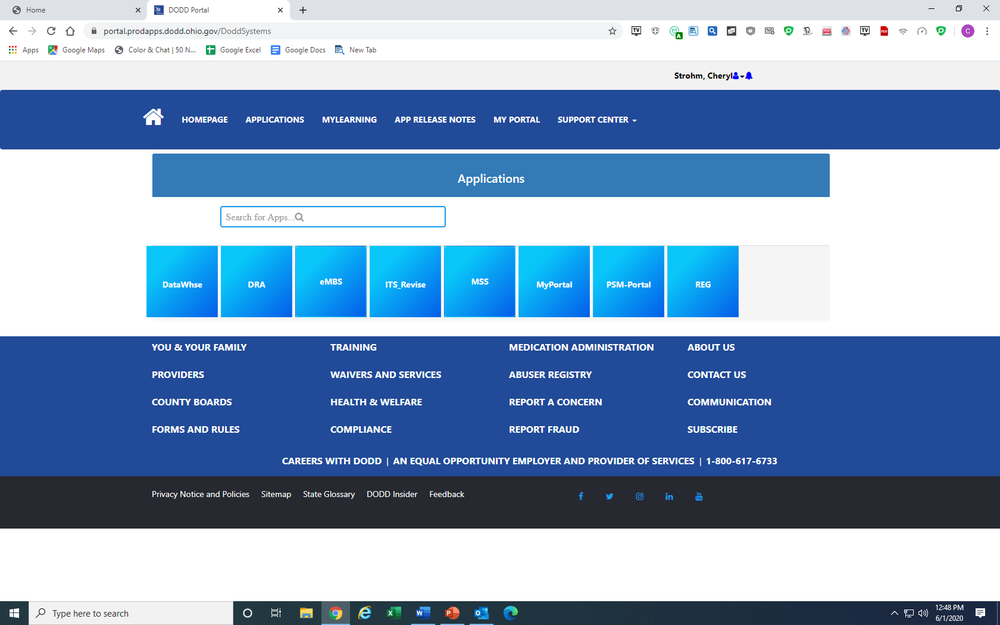 Home
DODD Portal
portal.prodapps.dodd.ohio.gov/DoddSystems
Apps Google Maps Color & Chat | 50 N... Google Excel Google Docs New Tab
Strohm, Cheryl
HOMEPAGE APPLICATIONS MYLEARNING APP RELEASE NOTES MY PORTAL SUPPORT CENTER
Applications
Search for Apps...
DataWhse DRA eMBS ITS_Revise MSS MyPortal PSM-Portal REG
YOU & YOUR FAMILY TRAINING MEDICATION ADMINISTRATION ABOUT US
PROVIDERS WAIVERS AND SERVICES ABUSER REGISTRY CONTACT US
COUNTY BOARDS HEALTH & WELFARE REPORT A CONCERN COMMUNICATION
FORMS AND RULES COMPLIANCE REPORT FRAUD SUBSCRIBE
CAREERS WITH DODD | AN EQUAL OPPORTUNITY EMPLOYER AND PROVIDER OF SERVICES | 1-800-617-6733
Privacy Notice and Policies Sitemap State Glossary DODD Insider Feedback
Type here to search
12:48 PM
6/1/2020